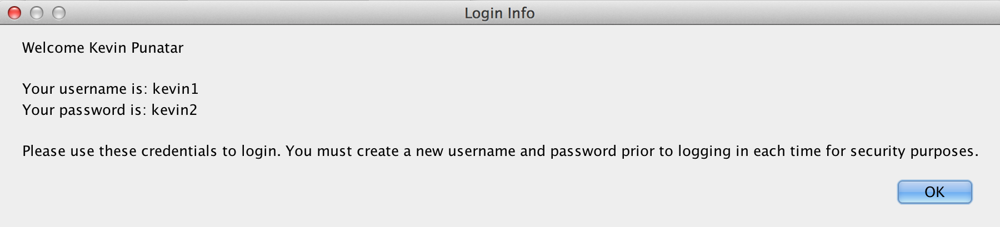 Login Info
Welcome Kevin Punatar
Your username is: kevin1
Your password is: kevin2
Please use these credentials to login. You must create a new username and password prior to logging in each time for security purposes.
OK